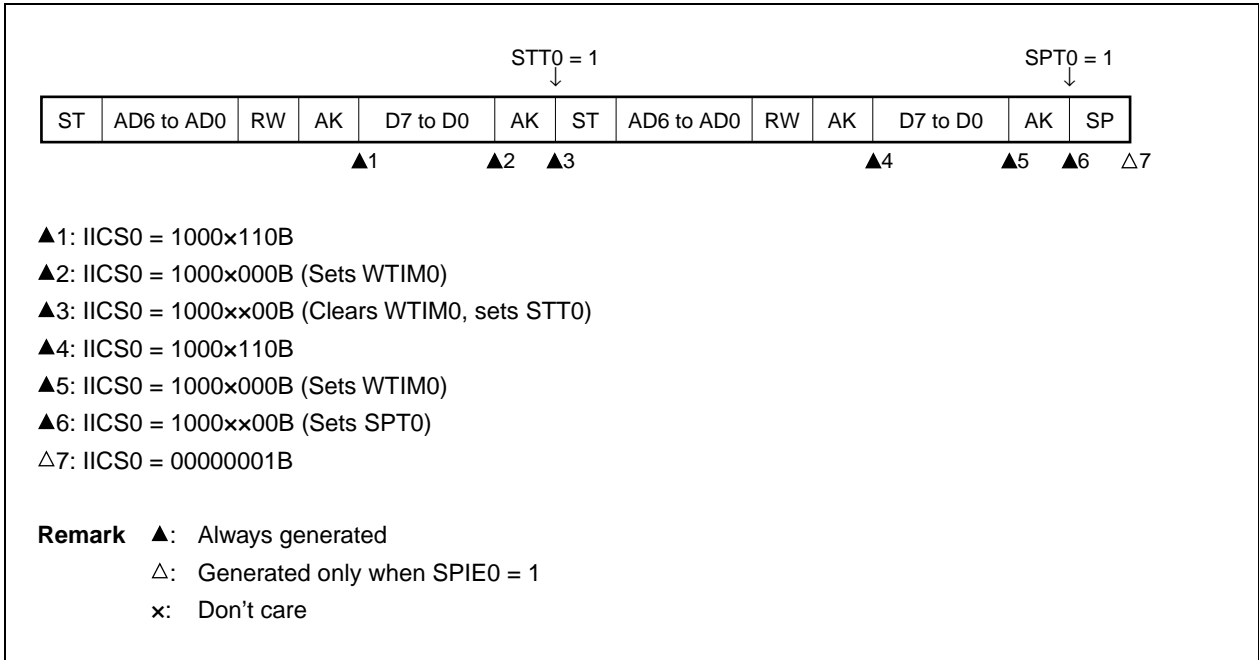 STT0 = 1 SPT0 = 1
↓ ↓
ST AD6 to AD0 RW AK D7 to D0 AK ST AD6 to AD0 RW AK D7 to D0 AK SP
▲1 ▲2 ▲3 ▲4 ▲5 ▲6 △7
▲1: IICS0 = 1000×110B
▲2: IICS0 = 1000×000B (Sets WTIM0)
▲3: IICS0 = 1000××00B (Clears WTIM0, sets STT0)
▲4: IICS0 = 1000×110B
▲5: IICS0 = 1000×000B (Sets WTIM0)
▲6: IICS0 = 1000××00B (Sets SPT0)
△7: IICS0 = 00000001B
Remark ▲: Always generated
△: Generated only when SPIE0 = 1
×: Don't care